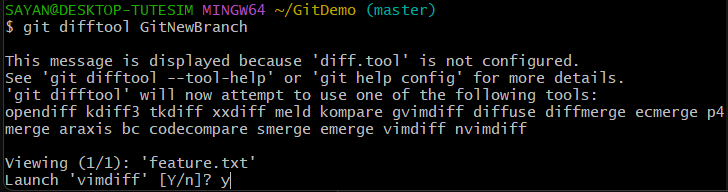 SAYAN@DESKTOP-TUTESIM MINGW64 ~/GitDemo (master)
$ git difftool GitNewBranch
This message is displayed because 'diff.tool' is not configured.
See 'git difftool --tool-help' or 'git help config' for more details.
'git difftool' will now attempt to use one of the following tools:
opendiff kdiff3 tkdiff xxdiff meld kompare gvimdiff diffuse diffmerge ecmerge p4
merge araxis bc codecompare smerge emerge vimdiff nvimdiff
Viewing (1/1): 'feature.txt'
Launch 'vimdiff' [Y/n]? y